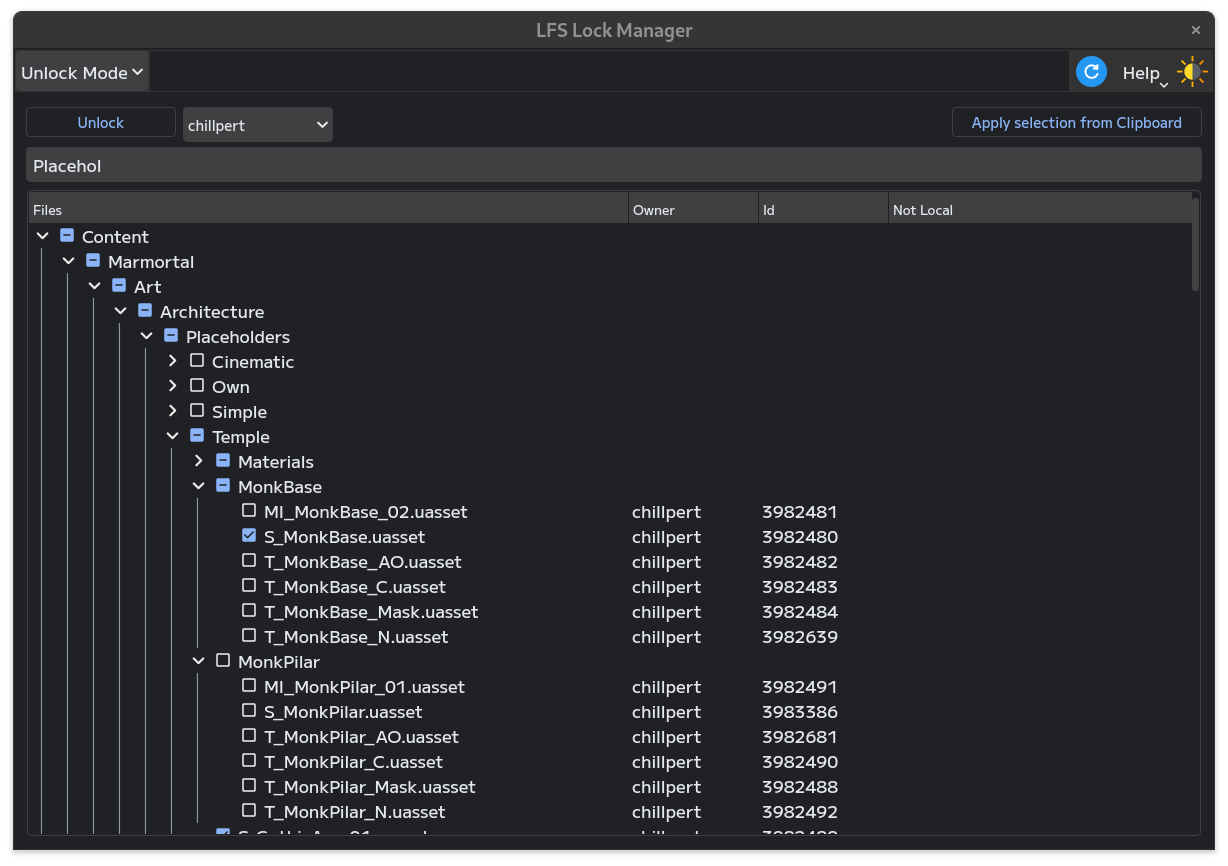 LFS Lock Manager
Unlock Mode Help
Unlock chillpert Apply selection from Clipboard
Placehol
Files Owner Id Not Local
Content
Marmortal
Art
Architecture
Placeholders
Cinematic
Own
Simple
Temple
Materials
MonkBase
MI_MonkBase_02.uasset chillpert 3982481
S_MonkBase.uasset chillpert 3982480
T_MonkBase_AO.uasset chillpert 3982482
T_MonkBase_C.uasset chillpert 3982483
T_MonkBase_Mask.uasset chillpert 3982484
T_MonkBase_N.uasset chillpert 3982639
MonkPilar
MI_MonkPilar_01.uasset chillpert 3982491
S_MonkPilar.uasset chillpert 3983386
T_MonkPilar_AO.uasset chillpert 3982681
T_MonkPilar_C.uasset chillpert 3982490
T_MonkPilar_Mask.uasset chillpert 3982488
T_MonkPilar_N.uasset chillpert 3982492